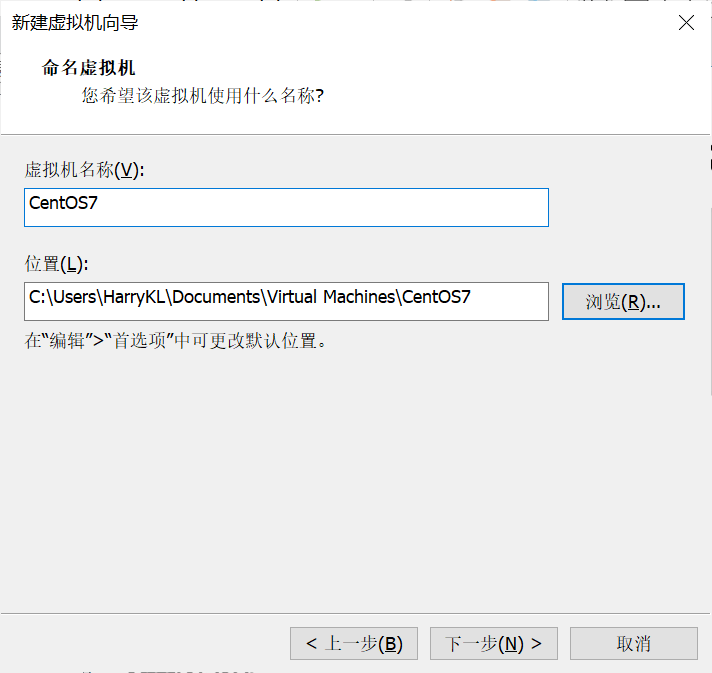 新建虚拟机向导
命名虚拟机
您希望该虚拟机使用什么名称?
虚拟机名称(V):
CentOS7
位置(L):
C:\Users\HarryKL\Documents\Virtual Machines\CentOS7
浏览(R)...
在“编辑”>“首选项”中可更改默认位置。
< 上一步(B)
下一步(N) >
取消